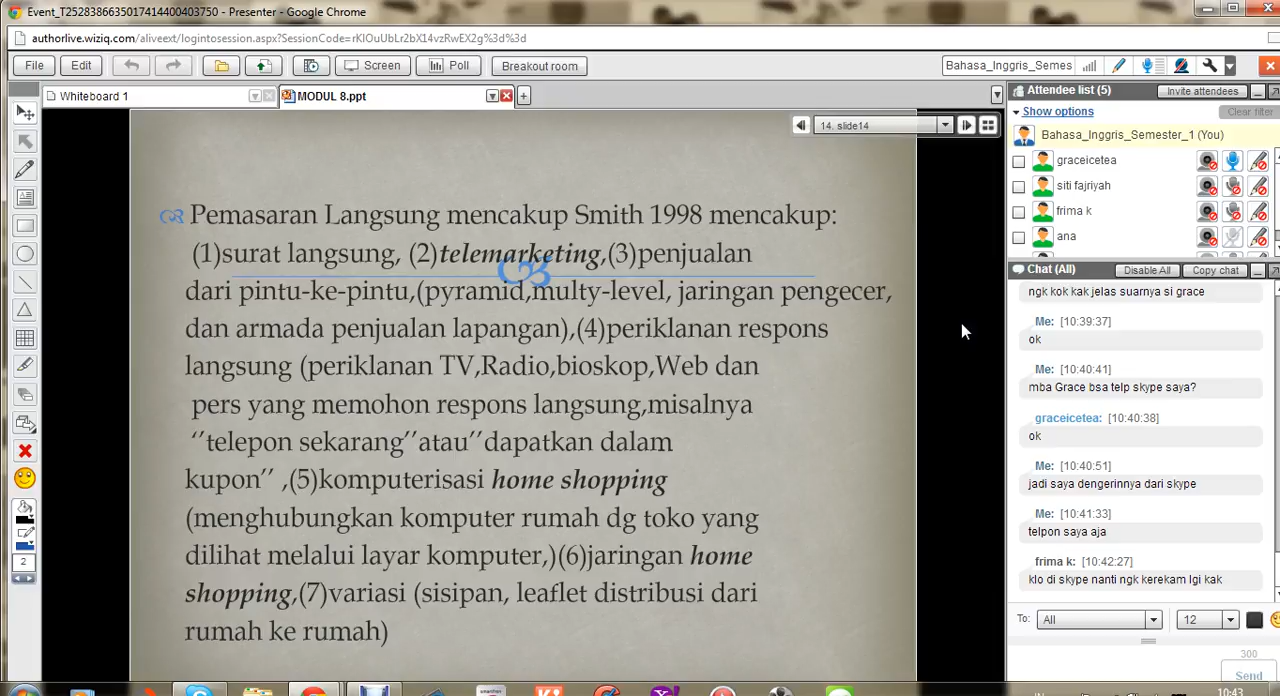 Event_T2528386635017414400403750 - Presenter - Google Chrome
authorlive.wiziq.com/aliveext/logintosession.aspx?SessionCode=rKIOuUbLr2bX14vzRwEX2g%3d%3d
File Edit Screen Poll Breakout room Bahasa_Inggris_Semes
Whiteboard 1 MODUL 8.ppt
14. slide14
Pemasaran Langsung mencakup Smith 1998 mencakup:
(1)surat langsung, (2)telemarketing,(3)penjualan
dari pintu-ke-pintu,(pyramid,multy-level, jaringan pengecer,
dan armada penjualan lapangan),(4)periklanan respons
langsung (periklanan TV,Radio,bioskop,Web dan
pers yang memohon respons langsung,misalnya
‘’telepon sekarang’’atau’’dapatkan dalam
kupon’’ ,(5)komputerisasi home shopping
(menghubungkan komputer rumah dg toko yang
dilihat melalui layar komputer,)(6)jaringan home
shopping,(7)variasi (sisipan, leaflet distribusi dari
rumah ke rumah)
2
Attendee list (5) Invite attendees
Show options Clear filter
Bahasa_Inggris_Semester_1 (You)
graceicetea
siti fajriyah
frima k
ana
Chat (All) Disable All Copy chat
ngk kok kak jelas suarnya si grace
Me: [10:39:37]
ok
Me: [10:40:41]
mba Grace bsa telp skype saya?
graceicetea: [10:40:38]
ok
Me: [10:40:51]
jadi saya dengerinnya dari skype
Me: [10:41:33]
telpon saya aja
frima k: [10:42:27]
klo di skype nanti ngk kerekam lgi kak
To: All 12
300
Send
10:43